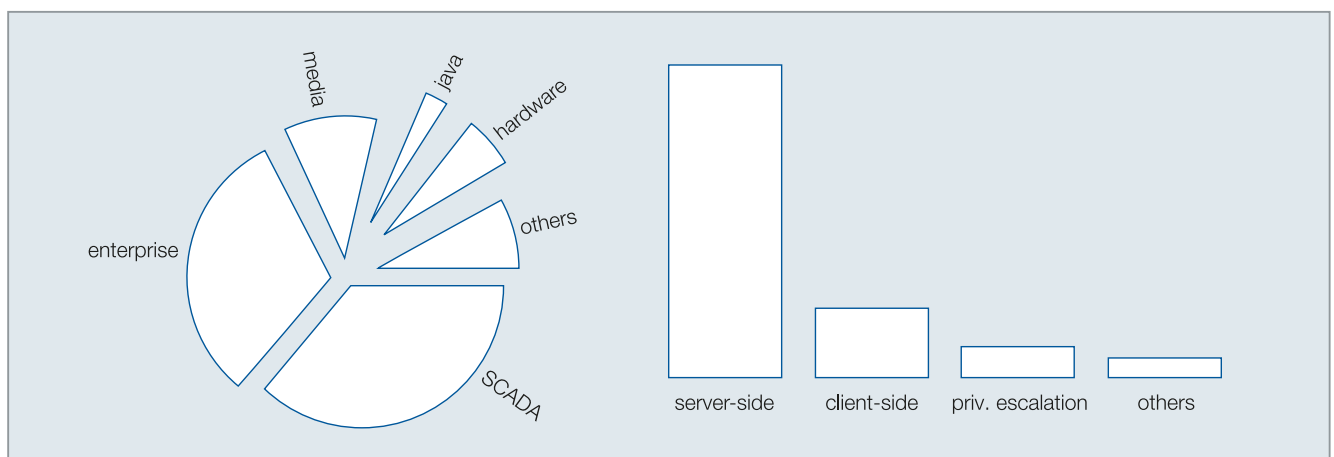 media
java
hardware
others
enterprise
SCADA
server-side
client-side
priv. escalation
others